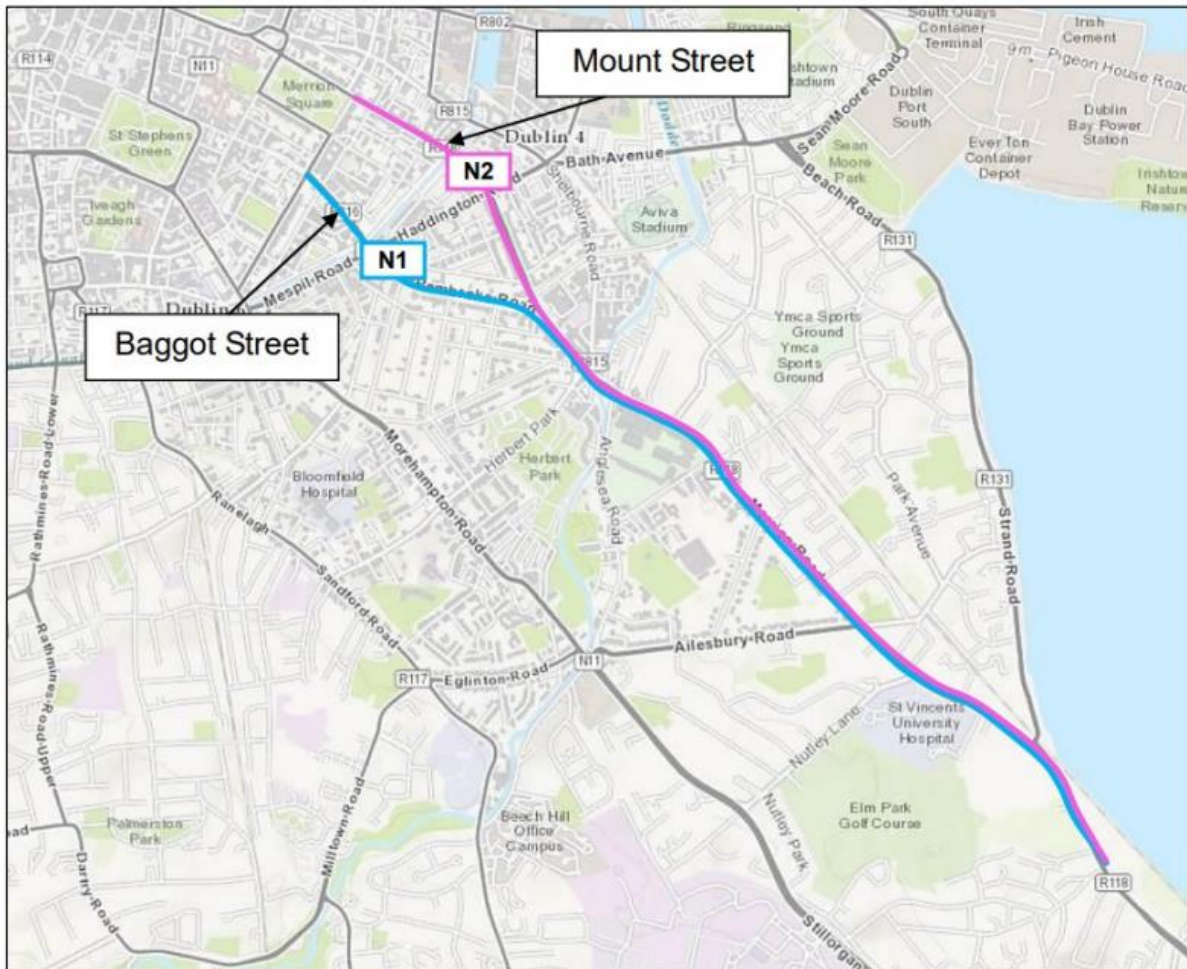 R802
South Quays
Container
Terminal
Irish
Cement
R114
N11
Mount Street
Merrion
Square
R815
9m - Pigeon House Road
Sean Moore Road
Dublin
Port
South
Dublin
Bay Power
Station
St Stephens
Green
Dublin 4
Bath Avenue
Sean
Moore
Park
Ever Ton
Container
Depot
N2
Beach Road
Iveagh
Gardens
Haddington Road
Shelbourne Road
Aviva
Stadium
R131
N1
Mespil Road
Pembroke Road
Baggot Street
Ymca Sports
Ground
Ymca
Sports
Ground
R815
Rathmines Road Lower
Morehampton Road
Herbert Park
Herbert
Park
Bloomfield
Hospital
Anglesea Road
R118
R131
Park Avenue
Strand Road
Ranelagh
Sandford Road
Merrion Road
Ailesbury Road
N11
R117
Eglinton Road
Rathmines Road Upper
St Vincents
University
Hospital
Nutley Lane
Elm Park
Golf Course
Nutley Park
Beech Hill
Office
Campus
Palmerston
Park
Milltown Road
Dartry Road
R118